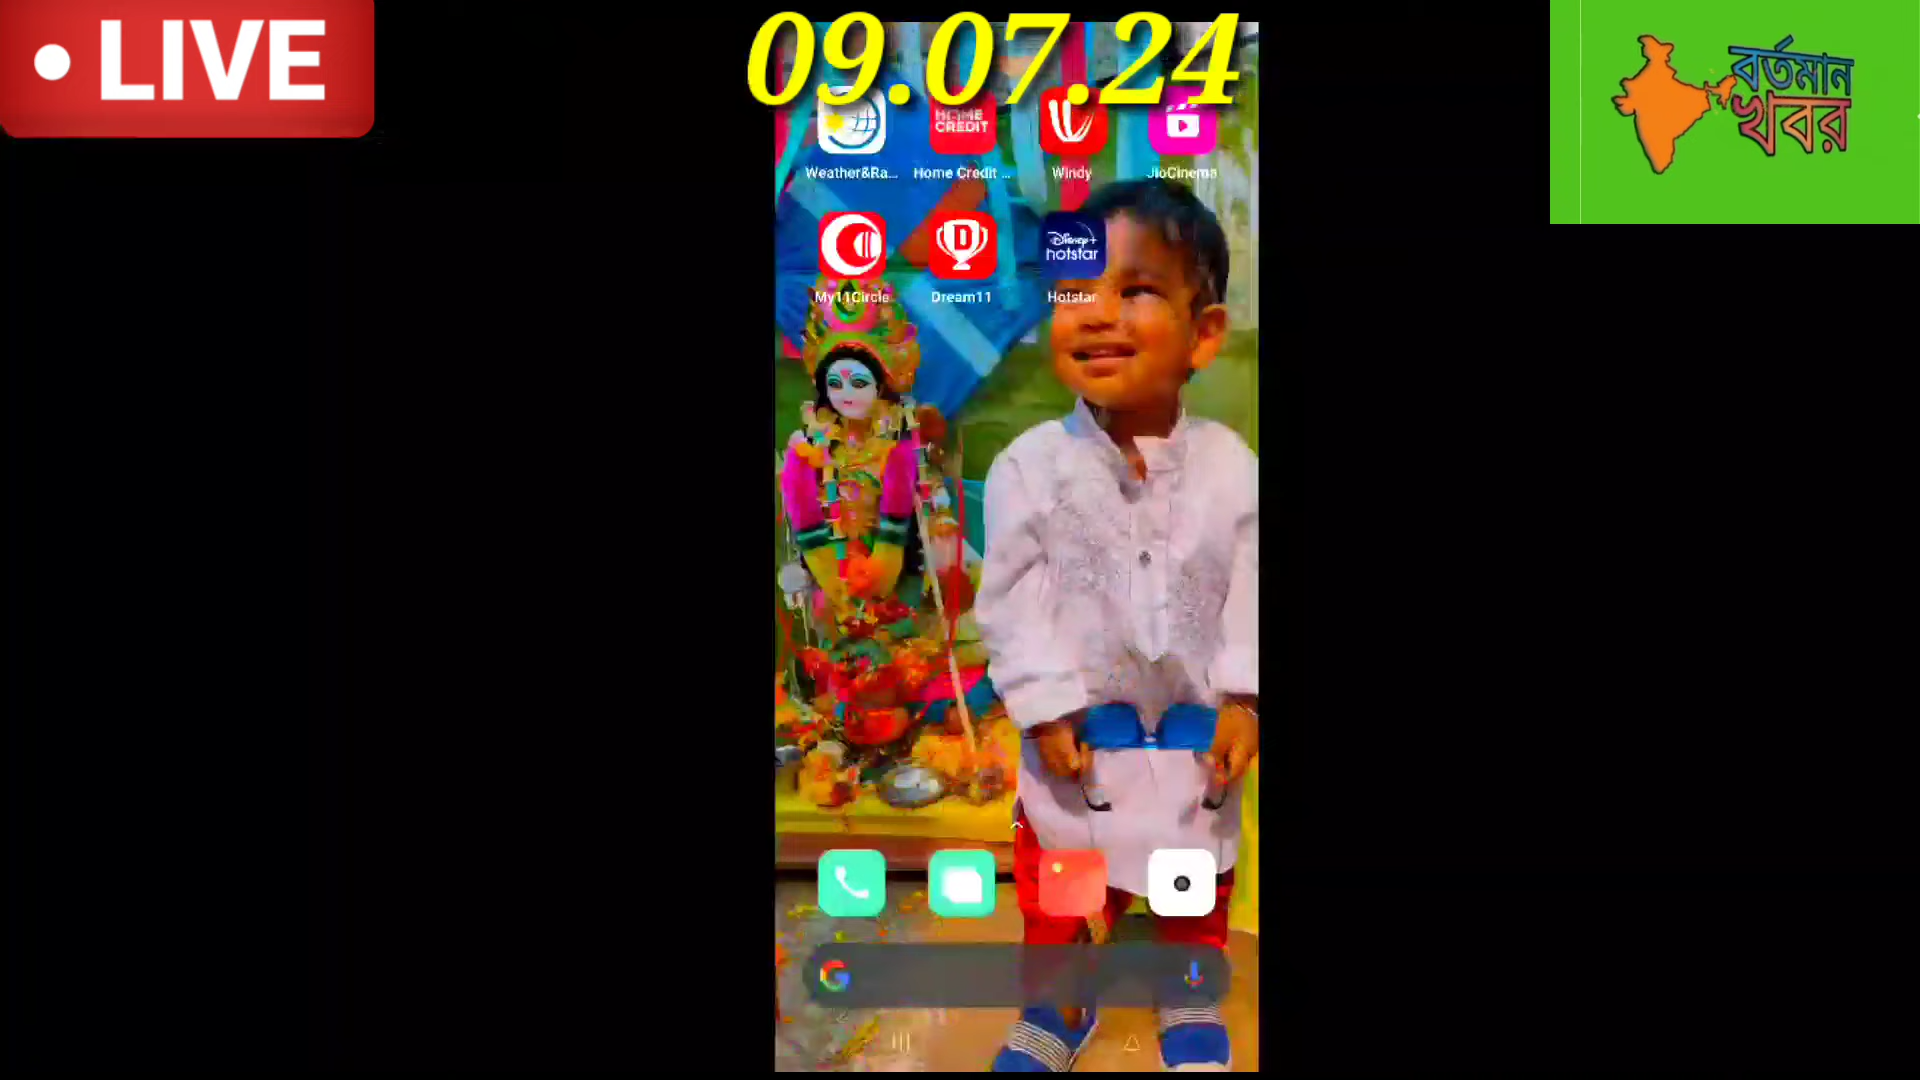 LIVE
09.07.24
বর্তমান
খবর
HOME
CREDIT
Weather&Ra...
Home Credit ...
Windy
JioCinema
D
Disney+
hotstar
My11Circle
Dream11
Hotstar
G